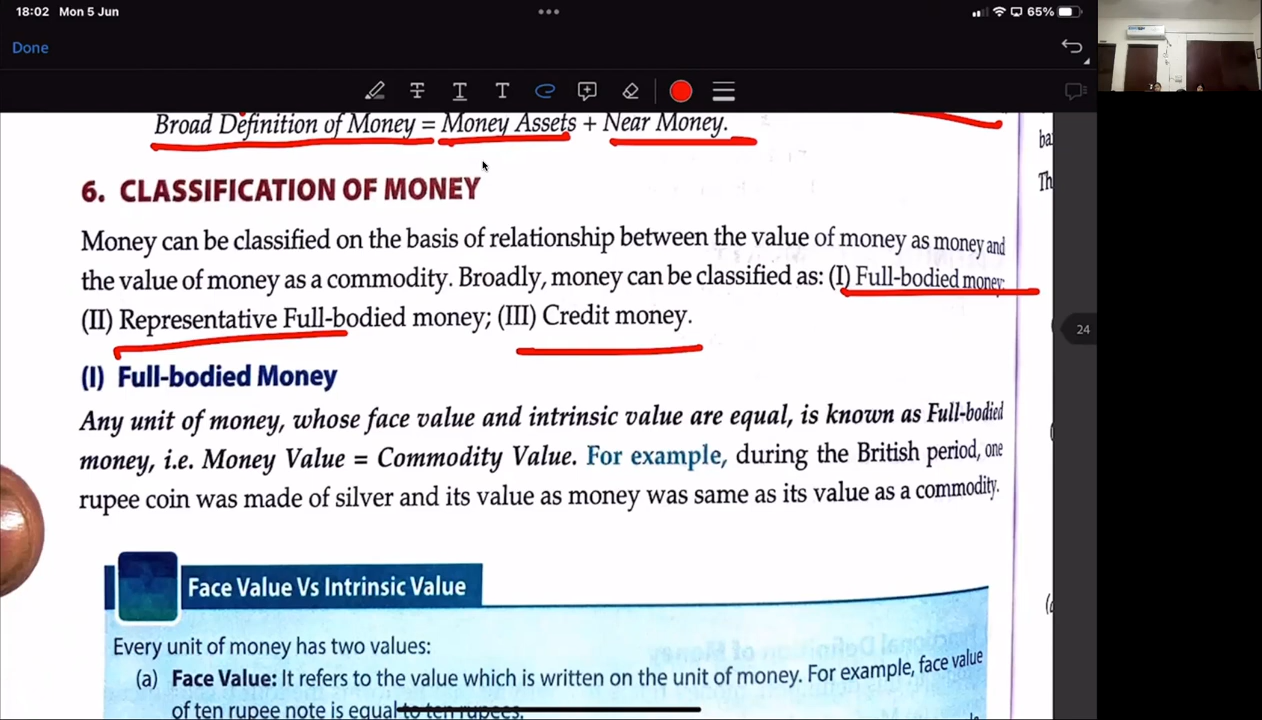 18:02 Mon 5 Jun
65%
Done
Broad Definition of Money = Money Assets + Near Money.
6. CLASSIFICATION OF MONEY
Money can be classified on the basis of relationship between the value of money as money and
the value of money as a commodity. Broadly, money can be classified as: (I) Full-bodied money;
(II) Representative Full-bodied money; (III) Credit money.
(I) Full-bodied Money
Any unit of money, whose face value and intrinsic value are equal, is known as Full-bodied
money, i.e. Money Value = Commodity Value. For example, during the British period, one
rupee coin was made of silver and its value as money was same as its value as a commodity.
Face Value Vs Intrinsic Value
Every unit of money has two values:
(a) Face Value: It refers to the value which is written on the unit of money. For example, face value
of ten rupee note is equal to ten rupees.
ba
Th
24